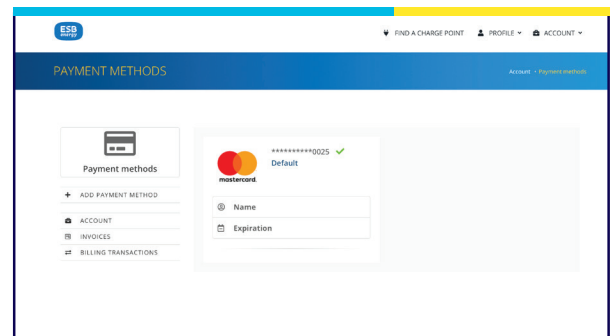 ESB
energy
FIND A CHARGE POINT PROFILE ACCOUNT
PAYMENT METHODS
Account • Payment methods
Payment methods
+ ADD PAYMENT METHOD
ACCOUNT
INVOICES
BILLING TRANSACTIONS
**********0025
Default
mastercard.
Name
Expiration